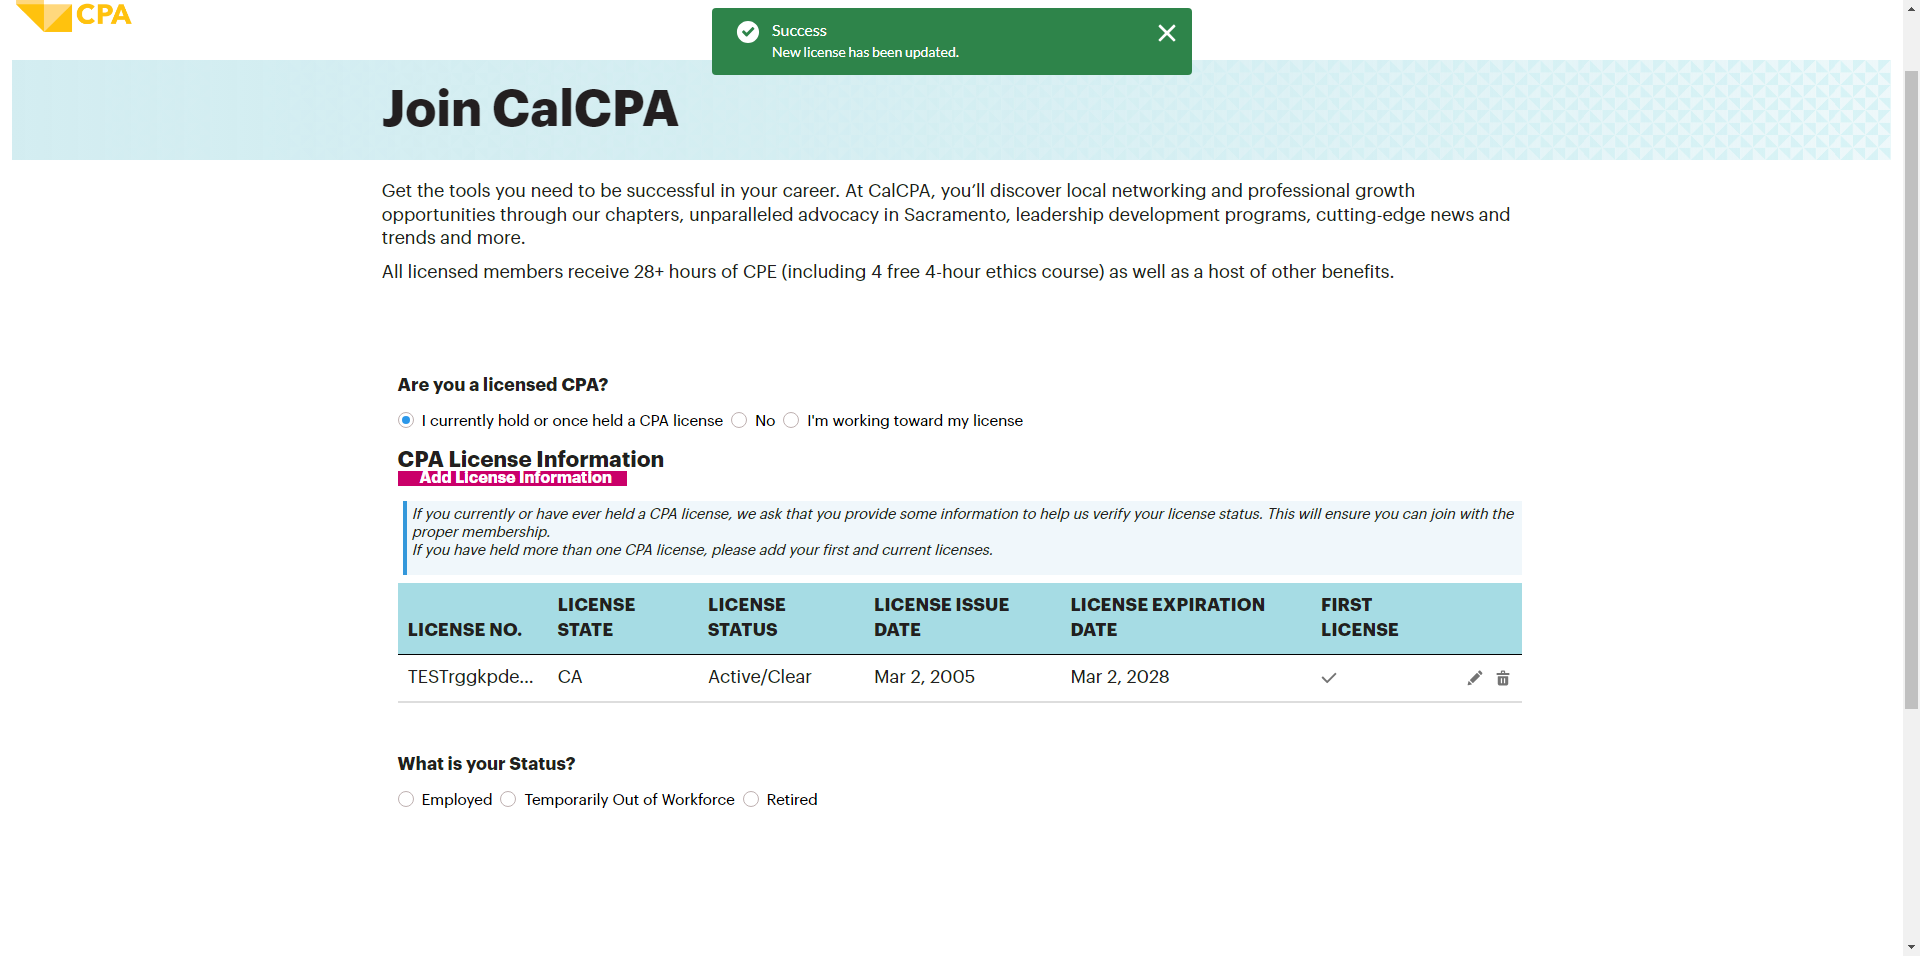 CPA
Success
New license has been updated.
Join CalCPA
Get the tools you need to be successful in your career. At CalCPA, you’ll discover local networking and professional growth
opportunities through our chapters, unparalleled advocacy in Sacramento, leadership development programs, cutting-edge news and
trends and more.
All licensed members receive 28+ hours of CPE (including 4 free 4-hour ethics course) as well as a host of other benefits.
Are you a licensed CPA?
I currently hold or once held a CPA license No I'm working toward my license
CPA License Information
Add License Information
If you currently or have ever held a CPA license, we ask that you provide some information to help us verify your license status. This will ensure you can join with the
proper membership.
If you have held more than one CPA license, please add your first and current licenses.
LICENSE NO. LICENSE STATE LICENSE STATUS LICENSE ISSUE DATE LICENSE EXPIRATION DATE FIRST LICENSE
TESTrggkpde... CA Active/Clear Mar 2, 2005 Mar 2, 2028
What is your Status?
Employed Temporarily Out of Workforce Retired